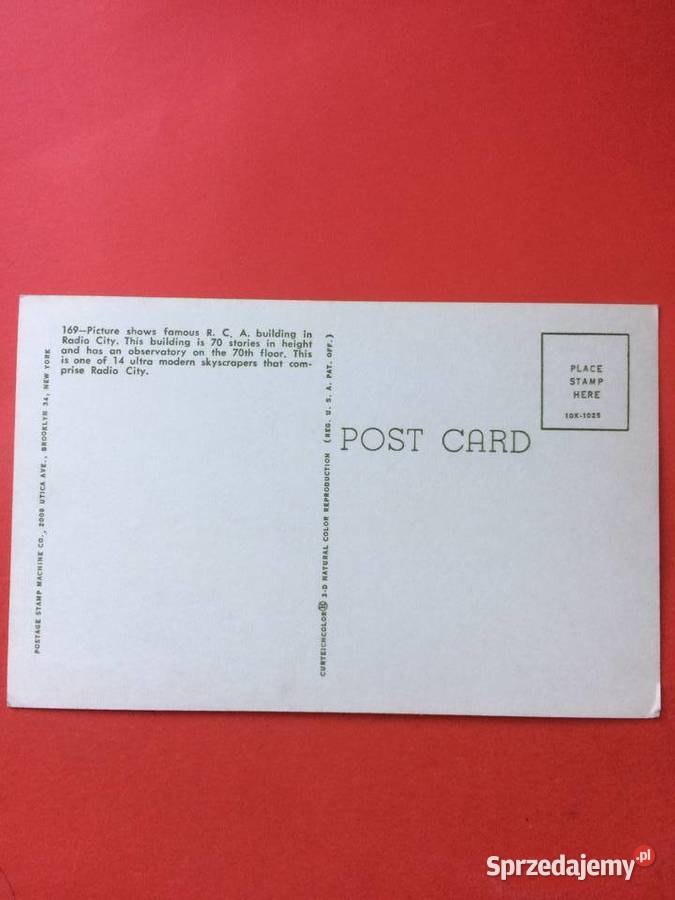 169—Picture shows famous R. C. A. building in
Radio City. This building is 70 stories in height
and has an observatory on the 70th floor. This
is one of 14 ultra modern skyscrapers that com-
prise Radio City.
POSTAGE STAMP MACHINE CO., 2008 UTICA AVE., BROOKLYN 34, NEW YORK
CURTEICHCOLOR® 3-D NATURAL COLOR REPRODUCTION (REG. U. S. A. PAT. OFF.)
POST CARD
PLACE
STAMP
HERE
10K-1025
Sprzedajemy.pl